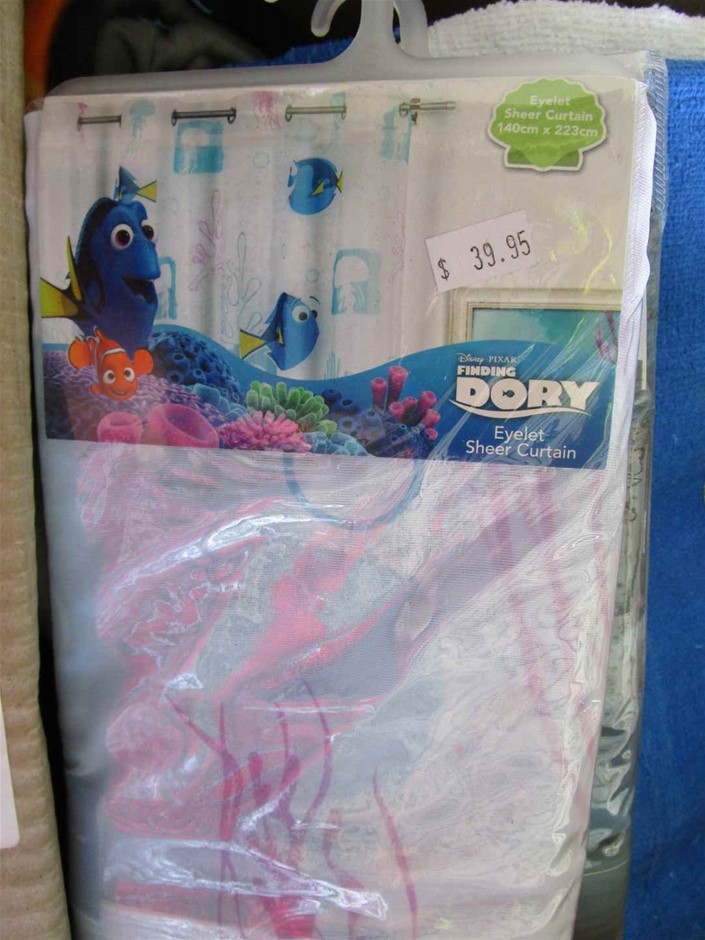 Eyelet
Sheer Curtain
140cm x 223cm
$ 39.95
Disney PIXAR
FINDING
DORY
Eyelet
Sheer Curtain